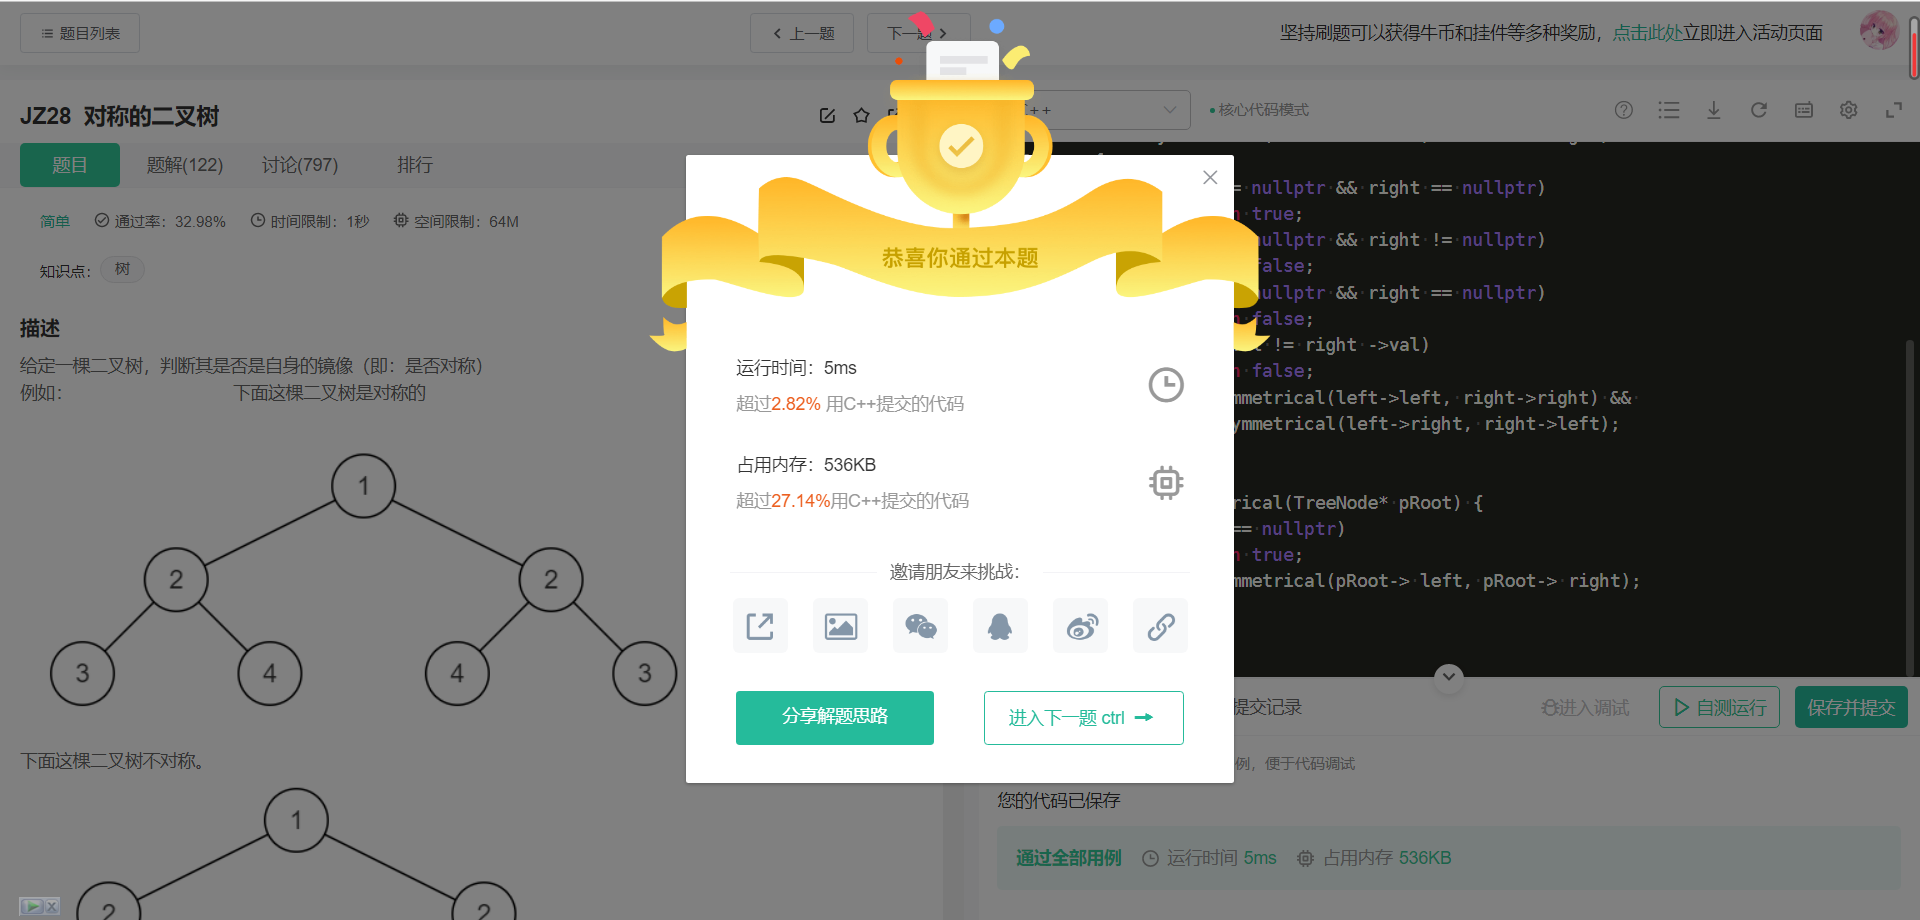 题目列表
上一题
下一题
坚持刷题可以获得牛币和挂件等多种奖励，点击此处立即进入活动页面
JZ28 对称的二叉树
++
核心代码模式
题目
题解(122)
讨论(797)
排行
简单
通过率：32.98%
时间限制：1秒
空间限制：64M
知识点：
树
描述
给定一棵二叉树，判断其是否是自身的镜像（即：是否对称）
例如： 下面这棵二叉树是对称的
1
2
2
3
4
4
3
下面这棵二叉树不对称。
1
2
2
恭喜你通过本题
运行时间：5ms
超过2.82% 用C++提交的代码
占用内存：536KB
超过27.14%用C++提交的代码
邀请朋友来挑战：
分享解题思路
进入下一题 ctrl
= nullptr && right == nullptr)
true;
ullptr && right != nullptr)
false;
ullptr && right == nullptr)
false;
!= right ->val)
false;
mmetrical(left->left, right->right) &&
ymmetrical(left->right, right->left);
rical(TreeNode* pRoot) {
== nullptr)
true;
mmetrical(pRoot-> left, pRoot-> right);
提交记录
进入调试
自测运行
保存并提交
例，便于代码调试
您的代码已保存
通过全部用例
运行时间 5ms
占用内存 536KB